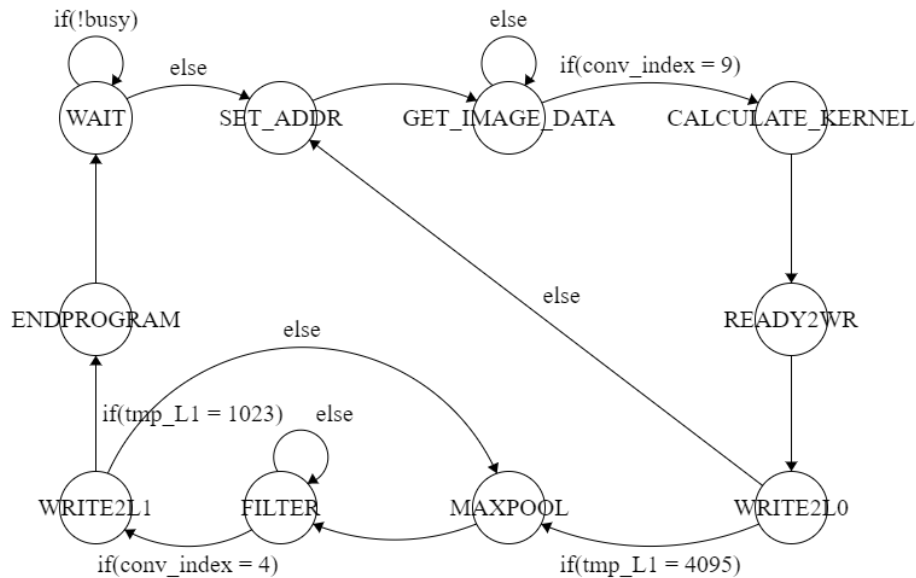 if(!busy)
else
else
if(conv_index = 9)
WAIT
SET_ADDR
GET_IMAGE_DATA
CALCULATE_KERNEL
else
ENDPROGRAM
READY2WR
else
if(tmp_L1 = 1023)
else
WRITE2L1
FILTER
MAXPOOL
WRITE2L0
if(conv_index = 4)
if(tmp_L1 = 4095)